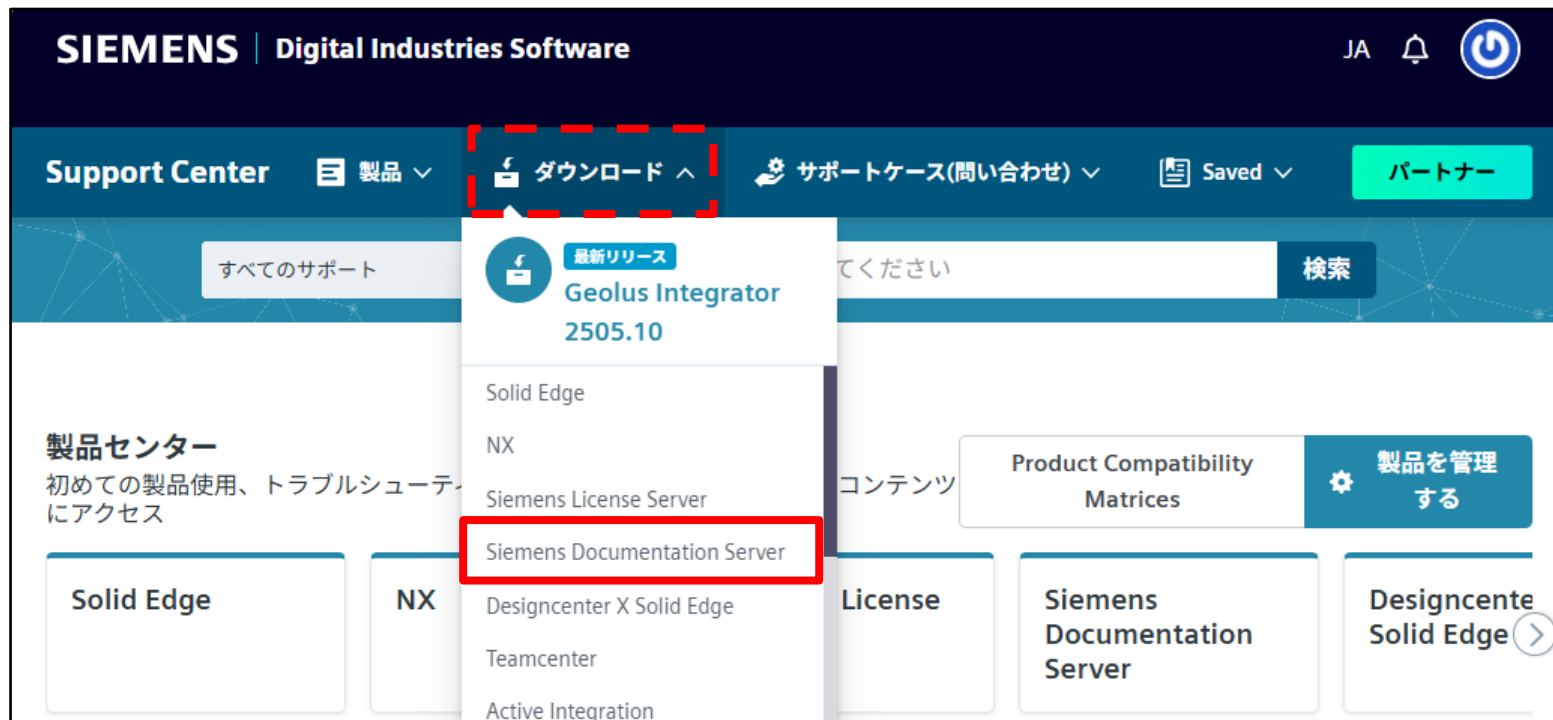 SIEMENS Digital Industries Software JA
Support Center 製品 ダウンロード サポートケース(問い合わせ) Saved パートナー
すべてのサポート てください 検索
最新リリース
Geolus Integrator
2505.10
Solid Edge
NX
Siemens License Server
Siemens Documentation Server
Designcenter X Solid Edge
Teamcenter
Active Integration
製品センター
初めての製品使用、トラブルシューテ コンテンツ
にアクセス
Product Compatibility
Matrices
製品を管理
する
Solid Edge
NX
License
Siemens
Documentation
Server
Designcente
Solid Edge